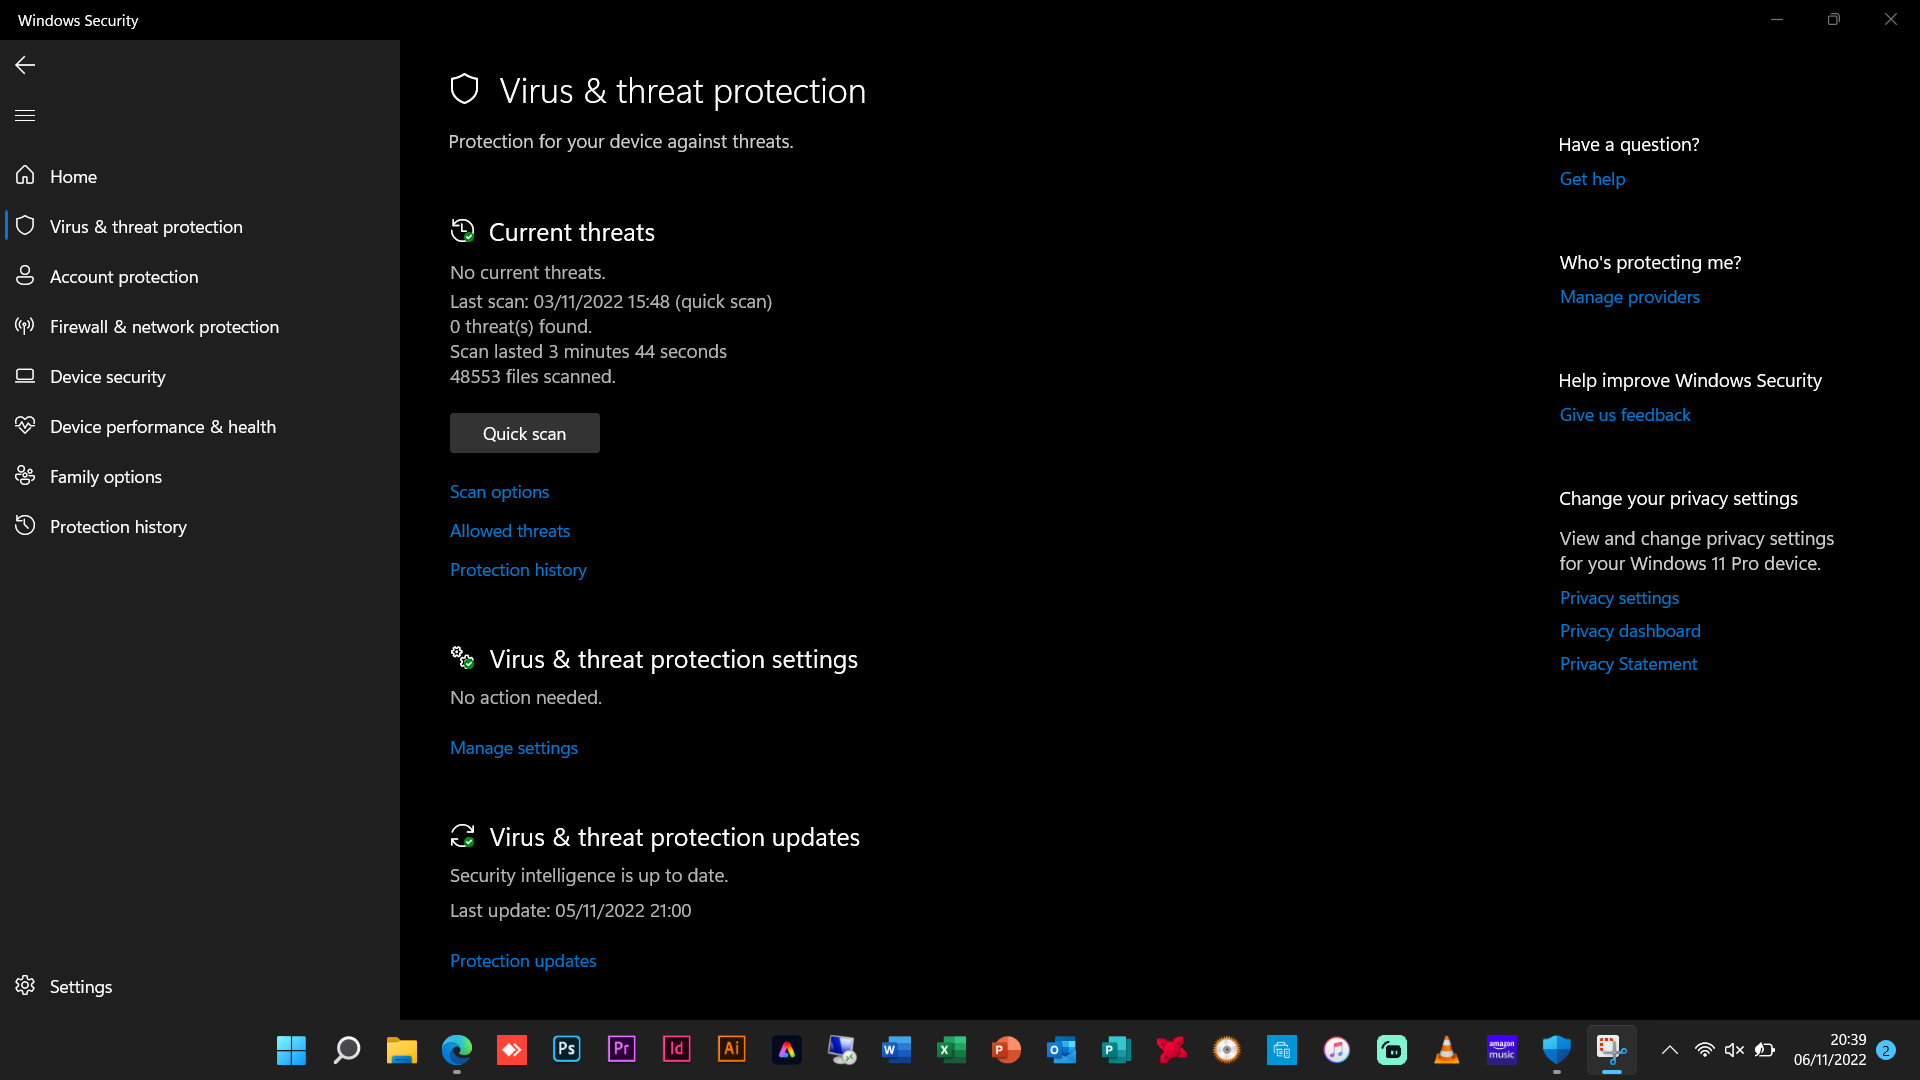 Windows Security
Home
Virus & threat protection
Account protection
Firewall & network protection
Device security
Device performance & health
Family options
Protection history
Settings
Virus & threat protection
Protection for your device against threats.
Current threats
No current threats.
Last scan: 03/11/2022 15:48 (quick scan)
0 threat(s) found.
Scan lasted 3 minutes 44 seconds
48553 files scanned.
Quick scan
Scan options
Allowed threats
Protection history
Virus & threat protection settings
No action needed.
Manage settings
Virus & threat protection updates
Security intelligence is up to date.
Last update: 05/11/2022 21:00
Protection updates
Have a question?
Get help
Who's protecting me?
Manage providers
Help improve Windows Security
Give us feedback
Change your privacy settings
View and change privacy settings
for your Windows 11 Pro device.
Privacy settings
Privacy dashboard
Privacy Statement
Ps
Pr
Id
Ai
W
X
P
O
P
amazon
music
20:39
06/11/2022
2